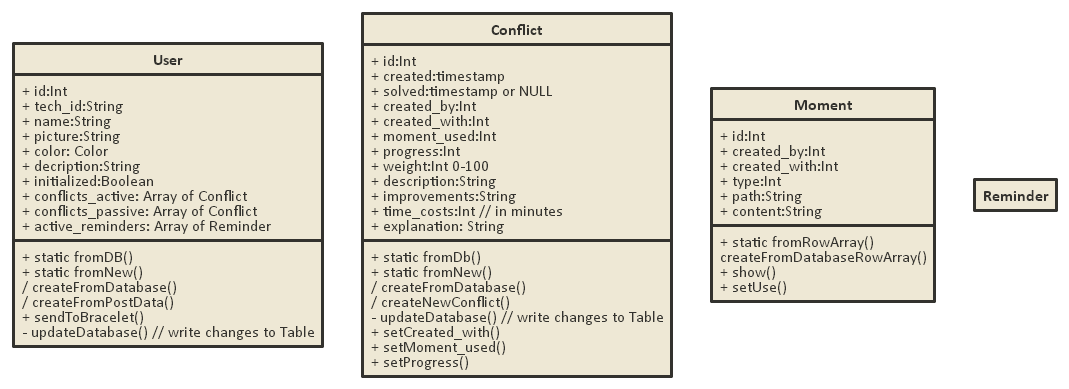 User
+ id:Int
+ tech_id:String
+ name:String
+ picture:String
+ color: Color
+ decription:String
+ initialized:Boolean
+ conflicts_active: Array of Conflict
+ conflicts_passive: Array of Conflict
+ active_reminders: Array of Reminder
+ static fromDB()
+ static fromNew()
/ createFromDatabase()
/ createFromPostData()
+ sendToBracelet()
- updateDatabase() // write changes to Table
Conflict
+ id:Int
+ created:timestamp
+ solved:timestamp or NULL
+ created_by:Int
+ created_with:Int
+ moment_used:Int
+ progress:Int
+ weight:Int 0-100
+ description:String
+ improvements:String
+ time_costs:Int // in minutes
+ explanation: String
+ static fromDb()
+ static fromNew()
/ createFromDatabase()
/ createNewConflict()
- updateDatabase() // write changes to Table
+ setCreated_with()
+ setMoment_used()
+ setProgress()
Moment
+ id:Int
+ created_by:Int
+ created_with:Int
+ type:Int
+ path:String
+ content:String
+ static fromRowArray()
createFromDatabaseRowArray()
+ show()
+ setUse()
Reminder